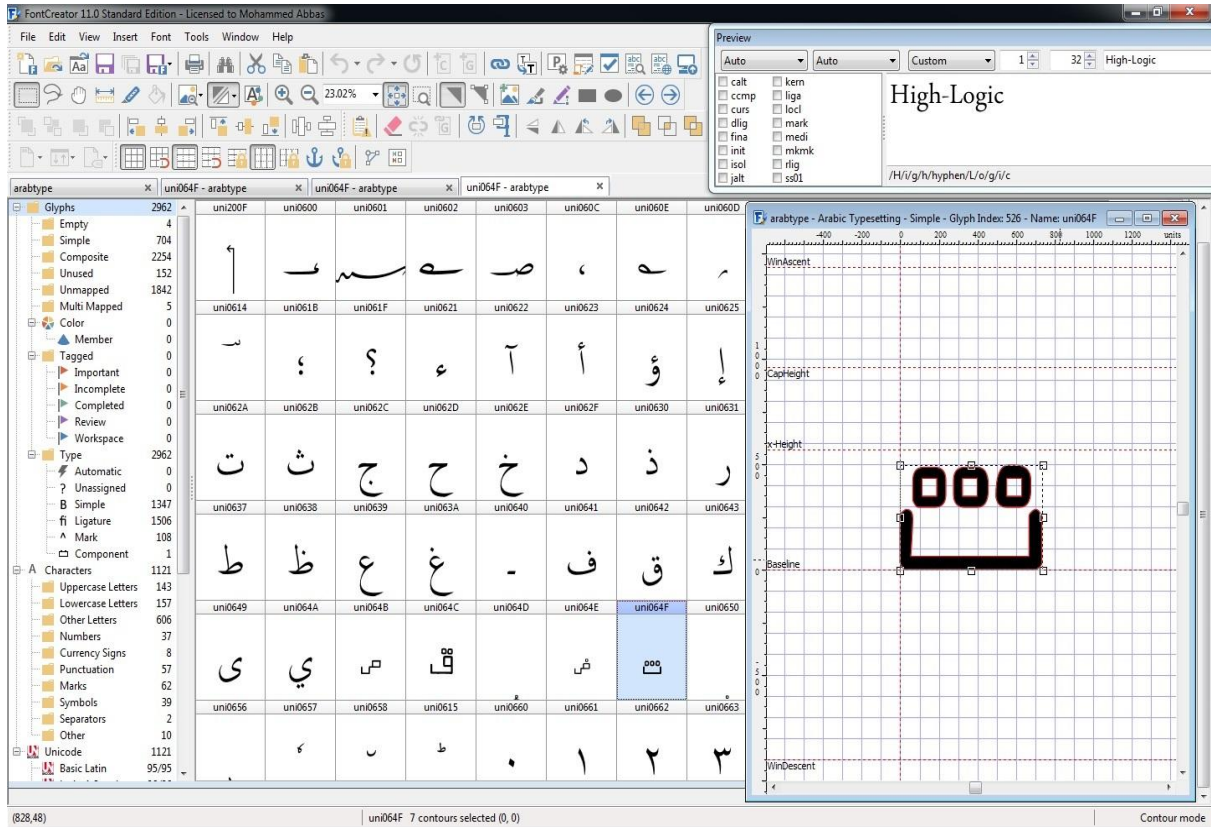 FontCreator 11.0 Standard Edition - Licensed to Mohammed Abbas
File Edit View Insert Font Tools Window Help
23.02%
Preview
Auto Auto Custom 1 32 High-Logic
calt kern
ccmp liga
curs locl
dlig mark
fina medi
init mkmk
isol rlig
jalt ss01
High-Logic
/H/i/g/h/hyphen/L/o/g/i/c
arabtype uni064F - arabtype uni064F - arabtype uni064F - arabtype
Glyphs 2962
Empty 4
Simple 704
Composite 2254
Unused 152
Unmapped 1842
Multi Mapped 5
Color 0
Member 0
Tagged 0
Important 0
Incomplete 0
Completed 0
Review 0
Workspace 0
Type 2962
Automatic 0
? Unassigned 0
B Simple 1347
fi Ligature 1506
^ Mark 108
Component 1
A Characters 1121
Uppercase Letters 143
Lowercase Letters 157
Other Letters 606
Numbers 37
Currency Signs 8
Punctuation 57
Marks 62
Symbols 39
Separators 2
Other 10
Unicode 1121
Basic Latin 95/95
uni200F uni0600 uni0601 uni0602 uni0603 uni060C uni060E uni060D
، 
uni0614 uni061B uni061F uni0621 uni0622 uni0623 uni0624 uni0625
؛ ؟ ء آ أ ؤ إ
uni062A uni062B uni062C uni062D uni062E uni062F uni0630 uni0631
ت ث ج ح خ د ذ ر
uni0637 uni0638 uni0639 uni063A uni0640 uni0641 uni0642 uni0643
ط ظ ع غ ـ ف ق ك
uni0649 uni064A uni064B uni064C uni064D uni064E uni064F uni0650
ى ي
uni0656 uni0657 uni0658 uni0615 uni0660 uni0661 uni0662 uni0663
٠ ١ ٢ ٣
arabtype - Arabic Typesetting - Simple - Glyph Index: 526 - Name: uni064F
-400 -200 0 200 400 600 800 1000 1200 units
WinAscent
1000
CapHeight
x-Height
500
Baseline
0
-500
WinDescent
(828,48) uni064F 7 contours selected (0, 0) Contour mode